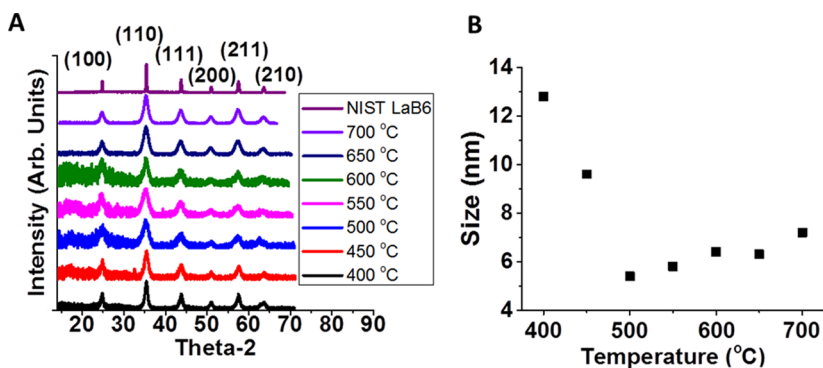 A
(110)
(100)
(111)
(211)
(200)
(210)
Intensity (Arb. Units)
NIST LaB6
700 °C
650 °C
600 °C
550 °C
500 °C
450 °C
400 °C
20 30 40 50 60 70 80 90
Theta-2
B
14
12
10
8
6
4
Size (nm)
400 500 600 700
Temperature (°C)